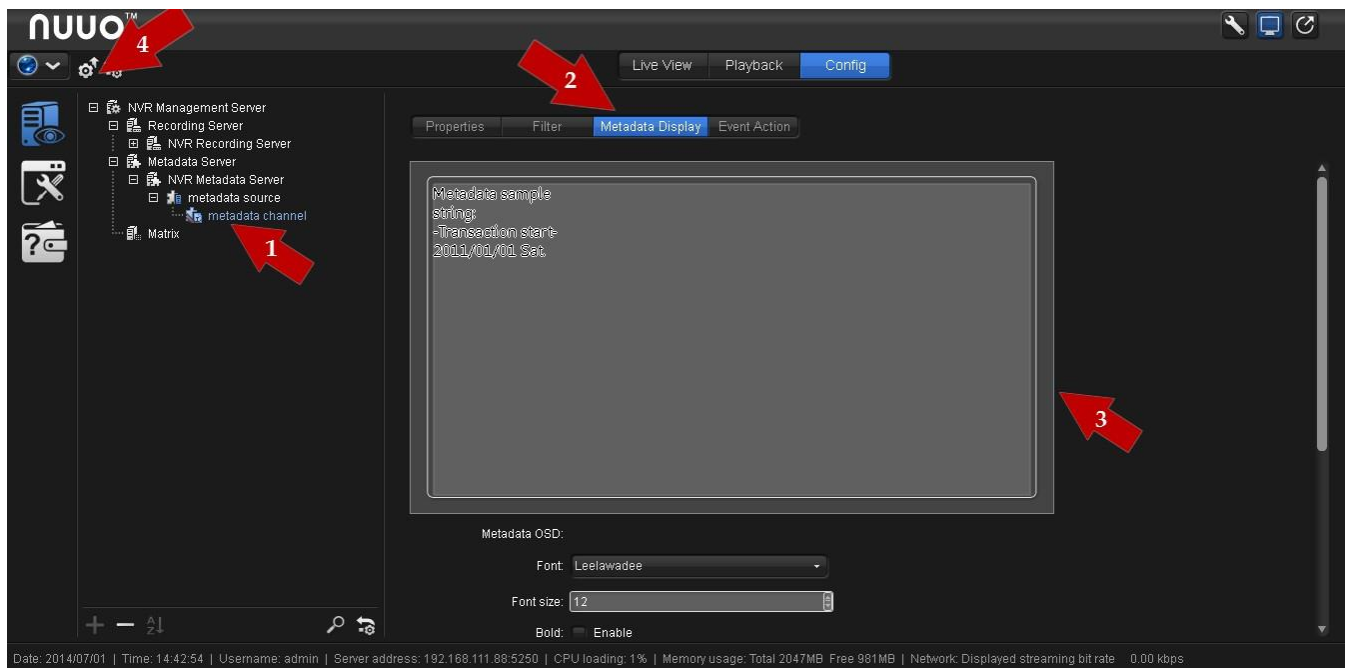 nuuo™
4
Live View Playback Config
2
NVR Management Server
Recording Server
NVR Recording Server
Metadata Server
NVR Metadata Server
metadata source
metadata channel
Matrix
1
Properties Filter Metadata Display Event Action
Metadata sample
string:
-Transaction start-
2011/01/01 Sat.
3
Metadata OSD:
Font: Leelawadee
Font size: 12
Bold: Enable
Date: 2014/07/01 | Time: 14:42:54 | Username: admin | Server address: 192.168.111.88:5250 | CPU loading: 1% | Memory usage: Total 2047MB Free 981MB | Network: Displayed streaming bit rate 0.00 kbps